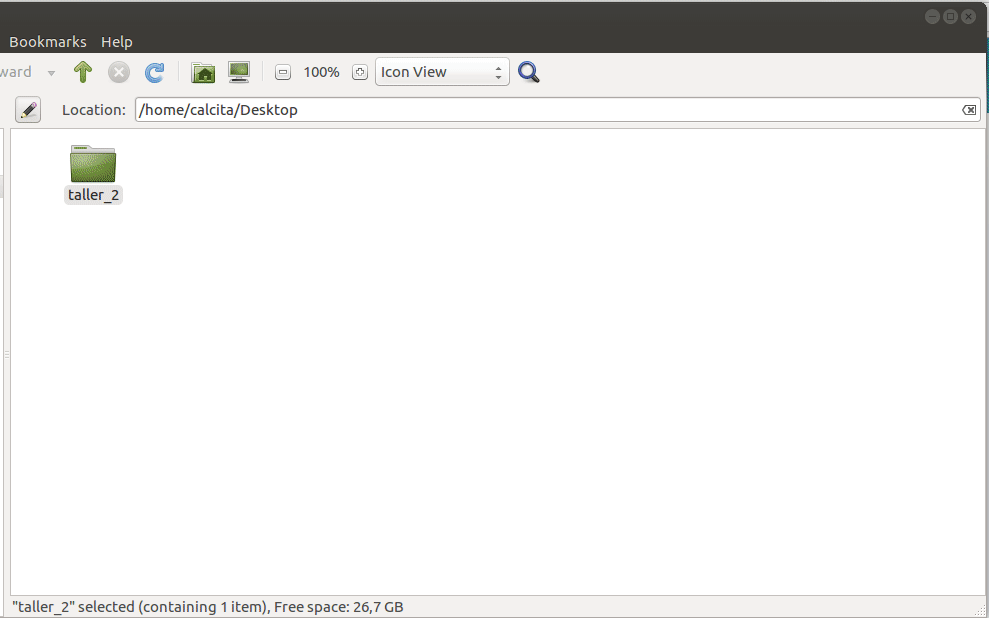 Bookmarks Help
ward 100% Icon View
Location: /home/calcita/Desktop
taller_2
"taller_2" selected (containing 1 item), Free space: 26,7 GB